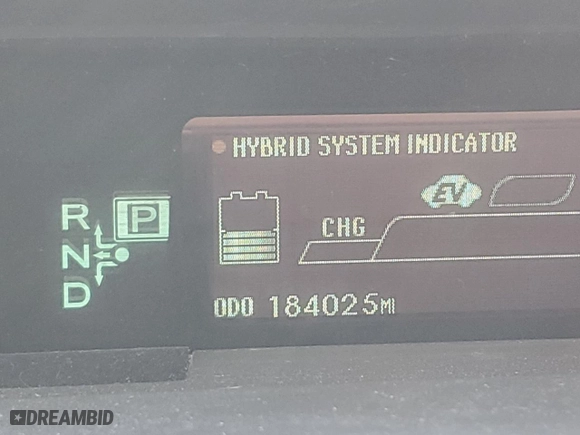 HYBRID SYSTEM INDICATOR
EV
R P
CHG
N
D
ODO 184025MI
DREAMBID